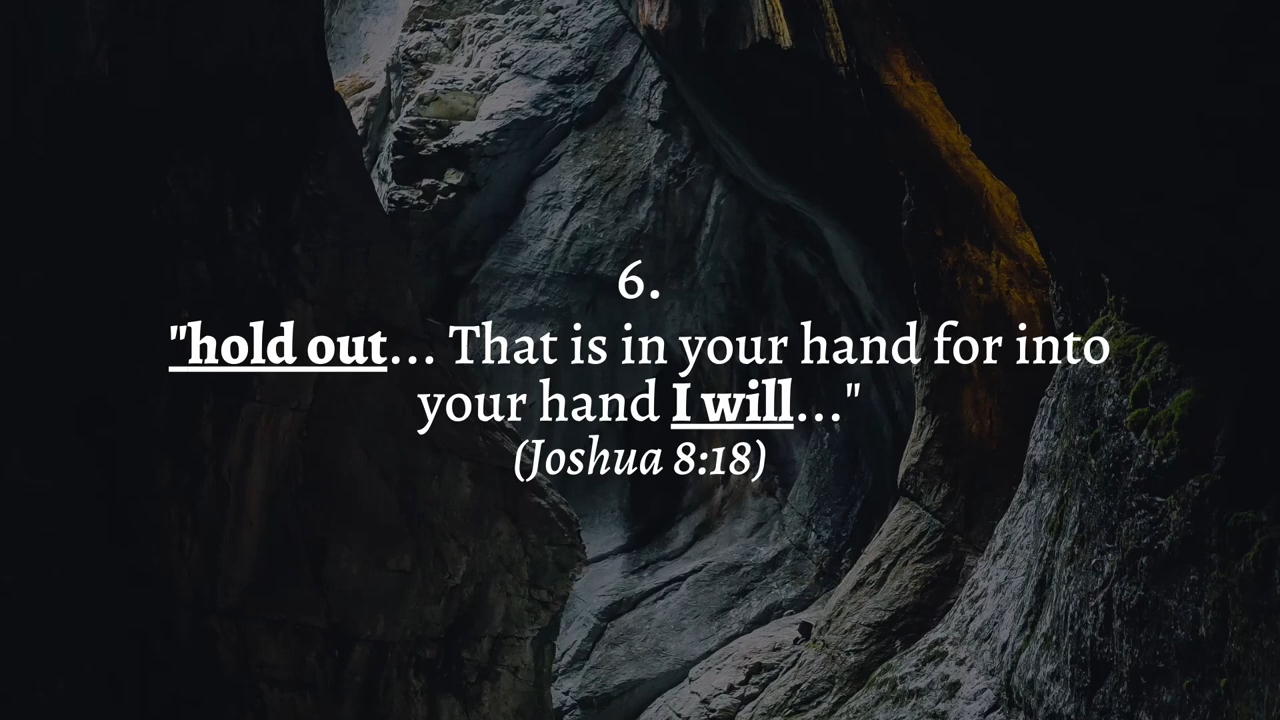 6.
"hold out... That is in your hand for into
your hand I will..."
(Joshua 8:18)